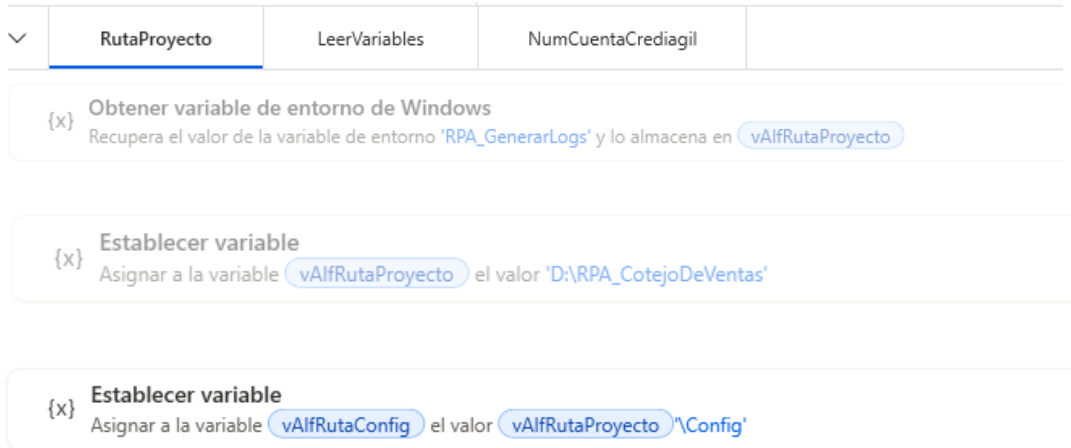 RutaProyecto LeerVariables NumCuentaCrediagil
{x} Obtener variable de entorno de Windows
Recupera el valor de la variable de entorno 'RPA_GenerarLogs' y lo almacena en vAlfRutaProyecto
{x} Establecer variable
Asignar a la variable vAlfRutaProyecto el valor 'D:\RPA_CotejoDeVentas'
{x} Establecer variable
Asignar a la variable vAlfRutaConfig el valor vAlfRutaProyecto '\Config'